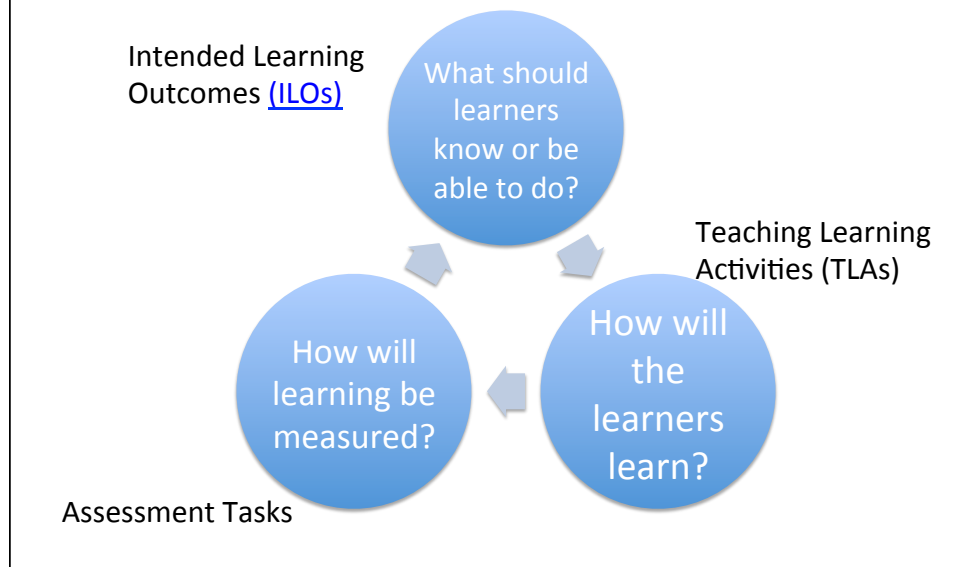 Intended Learning
Outcomes (ILOs)
What should
learners
know or be
able to do?
Teaching Learning
Activities (TLAs)
How will
the
learners
learn?
How will
learning be
measured?
Assessment Tasks